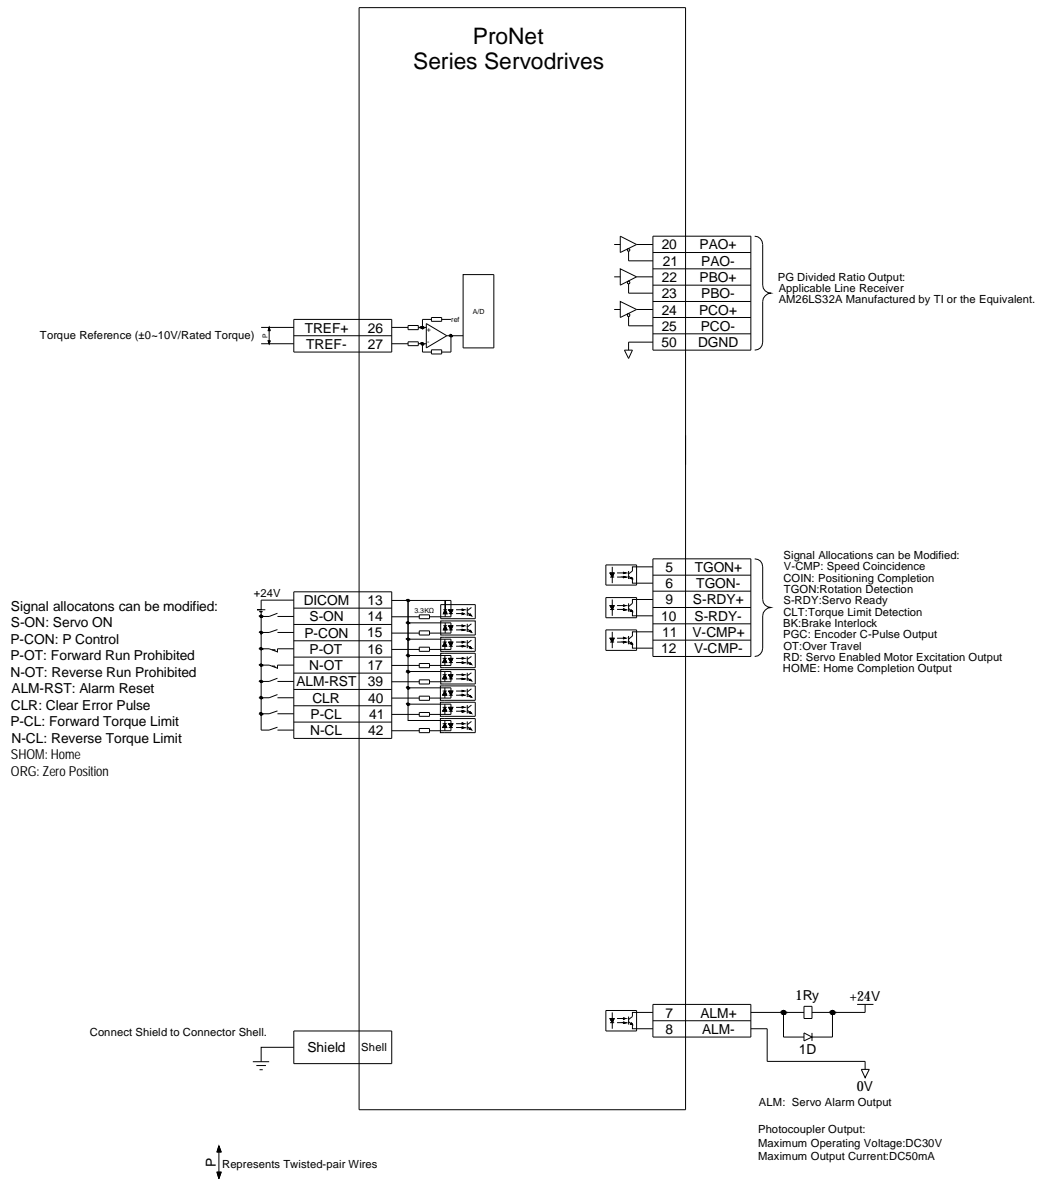 ProNet
Series Servodrives
20 PAO+
21 PAO-
22 PBO+
23 PBO-
24 PCO+
25 PCO-
50 DGND
PG Divided Ratio Output:
Applicable Line Receiver
AM26LS32A Manufactured by TI or the Equivalent.
Torque Reference (±0~10V/Rated Torque)
P
TREF+ 26
TREF- 27
ref
+
-
A/D
Signal allocatons can be modified:
S-ON: Servo ON
P-CON: P Control
P-OT: Forward Run Prohibited
N-OT: Reverse Run Prohibited
ALM-RST: Alarm Reset
CLR: Clear Error Pulse
P-CL: Forward Torque Limit
N-CL: Reverse Torque Limit
SHOM: Home
ORG: Zero Position
+24V
DICOM 13
S-ON 14
P-CON 15
P-OT 16
N-OT 17
ALM-RST 39
CLR 40
P-CL 41
N-CL 42
3.3KΩ
5 TGON+
6 TGON-
9 S-RDY+
10 S-RDY-
11 V-CMP+
12 V-CMP-
Signal Allocations can be Modified:
V-CMP: Speed Coincidence
COIN: Positioning Completion
TGON:Rotation Detection
S-RDY:Servo Ready
CLT:Torque Limit Detection
BK:Brake Interlock
PGC: Encoder C-Pulse Output
OT:Over Travel
RD: Servo Enabled Motor Excitation Output
HOME: Home Completion Output
Connect Shield to Connector Shell.
Shield Shell
7 ALM+
8 ALM-
1Ry
+24V
1D
0V
ALM: Servo Alarm Output
Photocoupler Output:
Maximum Operating Voltage:DC30V
Maximum Output Current:DC50mA
P Represents Twisted-pair Wires